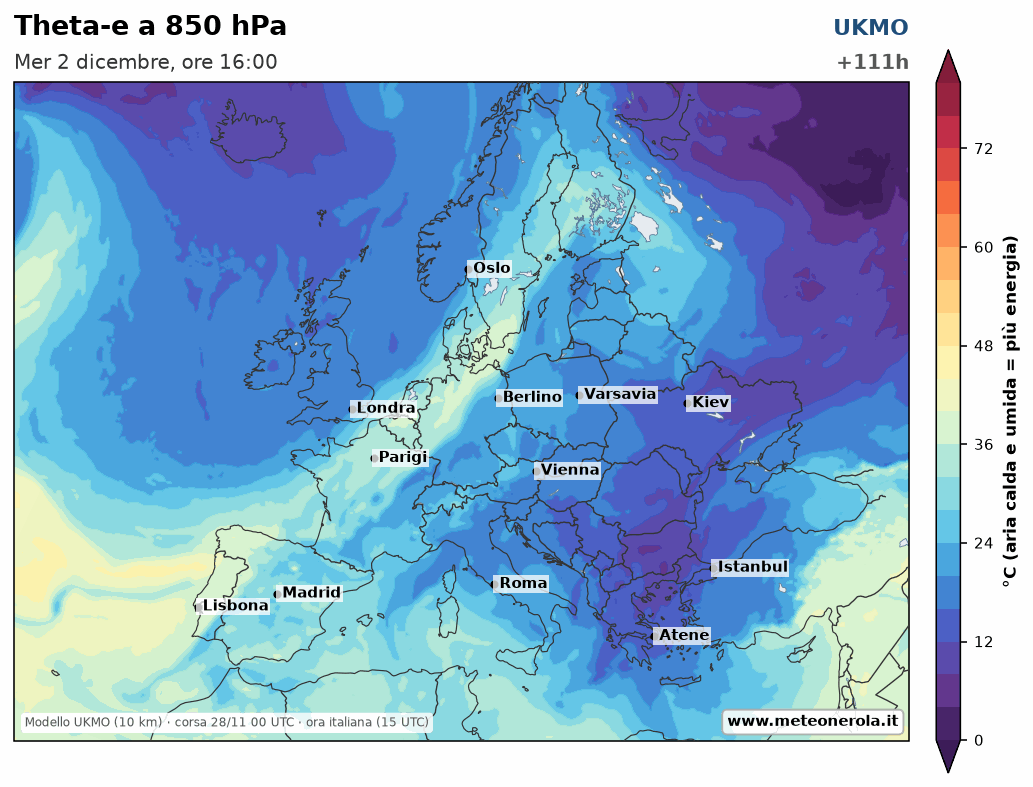 Theta-e a 850 hPa
UKMO
Mer 2 dicembre, ore 16:00
+111h
72
60
48
36
24
12
0
°C (aria calda e umida = più energia)
Oslo
Londra
Berlino
Varsavia
Kiev
Parigi
Vienna
Istanbul
Roma
Madrid
Lisbona
Atene
Modello UKMO (10 km) · corsa 28/11 00 UTC · ora italiana (15 UTC)
www.meteonerola.it